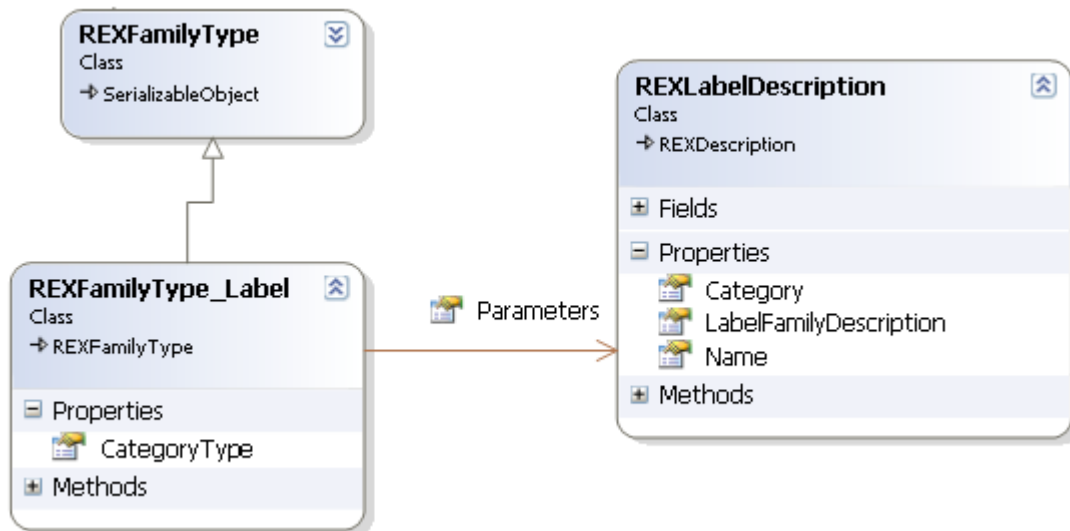 REXFamilyType
Class
SerializableObject
REXLabelDescription
Class
REXDescription
Fields
Properties
Category
LabelFamilyDescription
Name
Methods
REXFamilyType_Label
Class
REXFamilyType
Properties
CategoryType
Methods
Parameters